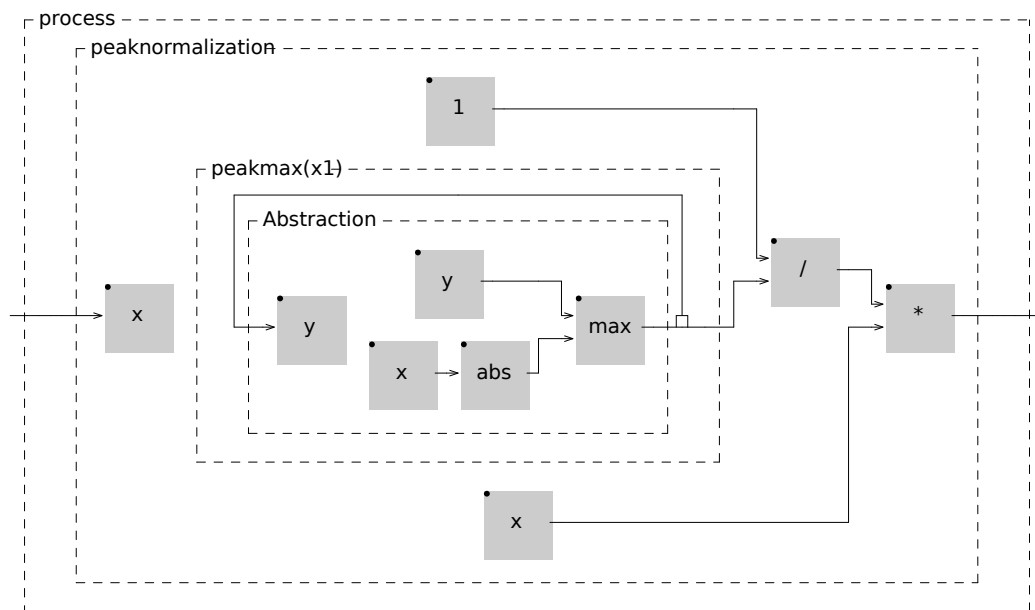 process
peaknormalization
1
peakmax(x1)
Abstraction
y
/
x
y
max
*
x
abs
x